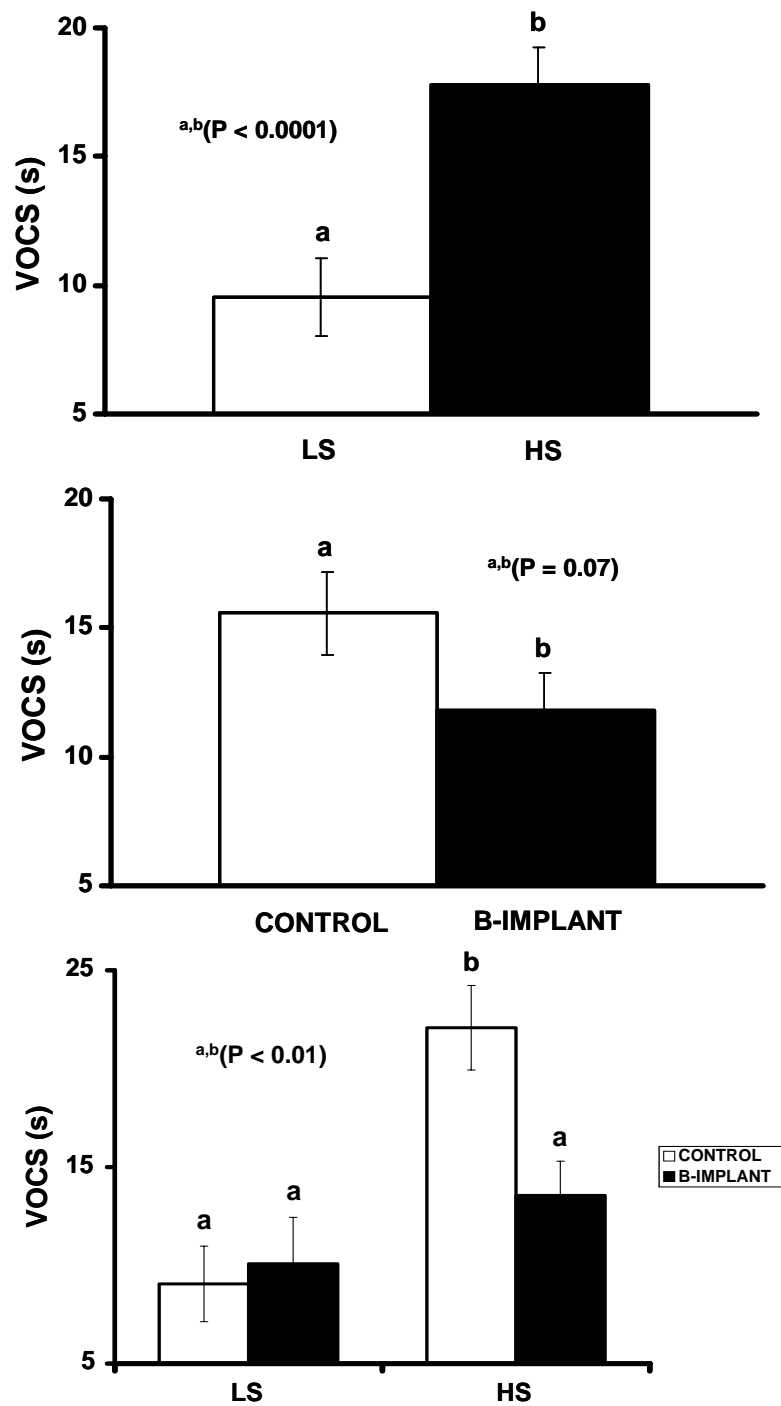 20
15
10
5
VOCS (s)
a,b(P < 0.0001)
a
b
LS HS
20
15
10
5
VOCS (s)
a
a,b(P = 0.07)
b
CONTROL B-IMPLANT
25
15
5
VOCS (s)
a,b(P < 0.01)
a
a
b
a
CONTROL
B-IMPLANT
LS HS